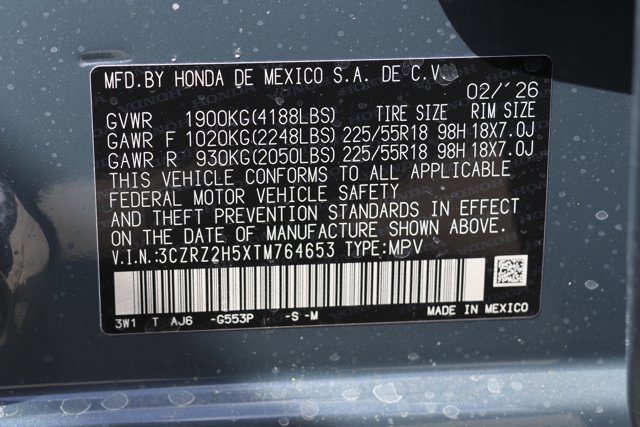 MFD.BY HONDA DE MEXICO S.A. DE C.V.
02/'26
GVWR 1900KG(4188LBS) TIRE SIZE RIM SIZE
GAWR F 1020KG(2248LBS) 225/55R18 98H 18X7.0J
GAWR R 930KG(2050LBS) 225/55R18 98H 18X7.0J
THIS VEHICLE CONFORMS TO ALL APPLICABLE
FEDERAL MOTOR VEHICLE SAFETY
AND THEFT PREVENTION STANDARDS IN EFFECT
ON THE DATE OF MANUFACTURE SHOWN ABOVE.
V.I.N.:3CZRZ2H5XTM764653 TYPE:MPV
3W1 T AJ6 -G553P -S -M MADE IN MEXICO